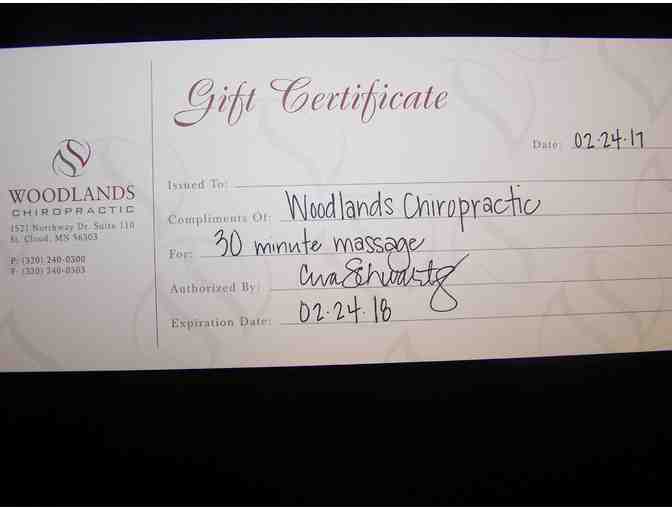 Gift Certificate
Date: 02·24·17
WOODLANDS
CHIROPRACTIC
1521 Northway Dr. Suite 110
St. Cloud, MN 56303
P: (320) 240-0300
F: (320) 240-0303
Issued To:
Compliments Of: Woodlands Chiropractic
For: 30 minute massage
Authorized By: Schwartz
Expiration Date: 02·24·18